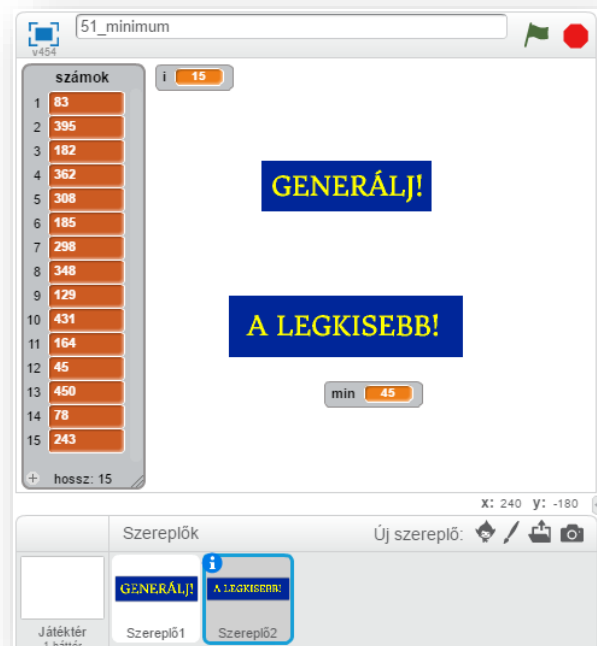 51_minimum
v454
számok
1 83
2 395
3 182
4 362
5 308
6 185
7 298
8 348
9 129
10 431
11 164
12 45
13 450
14 78
15 243
+ hossz: 15
i 15
GENERÁLJ!
A LEGKISEBB!
min 45
x: 240 y: -180
Szereplők
Új szereplő:
GENERÁLJ!
A LEGKISEBB!
Játéktér
1 háttér
Szereplő1
Szereplő2